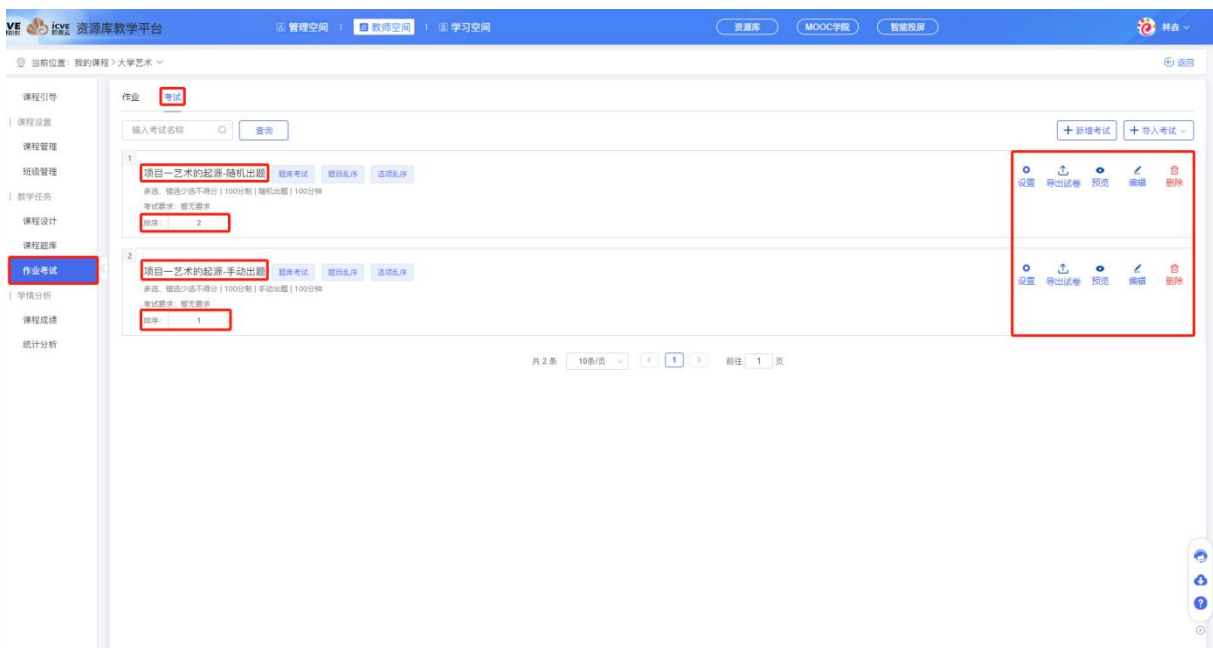 VE icve 资源库教学平台 管理空间 教师空间 学习空间 资源库 MOOC学院 智能投屏 林垚
当前位置：我的课程 > 大学艺术 返回
课程引导
课程设置
课程管理
班级管理
教学任务
课程设计
课程题库
作业考试
学情分析
课程成绩
统计分析
作业 考试
输入考试名称 查询 + 新增考试 + 导入考试
1
项目一艺术的起源-随机出题 题库考试 题目乱序 选项乱序
多选、错选少选不得分 | 100分制 | 随机出题 | 100分钟
考试要求：暂无要求
排序： 2
设置 导出试卷 预览 编辑 删除
2
项目一艺术的起源-手动出题 题库考试 题目乱序 选项乱序
多选、错选少选不得分 | 100分制 | 手动出题 | 100分钟
考试要求：暂无要求
排序： 1
设置 导出试卷 预览 编辑 删除
共 2 条 10条/页 < 1 > 前往 1 页